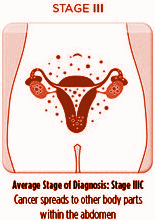 STAGE III
Average Stage of Diagnosis: Stage IIIC
Cancer spreads to other body parts
within the abdomen